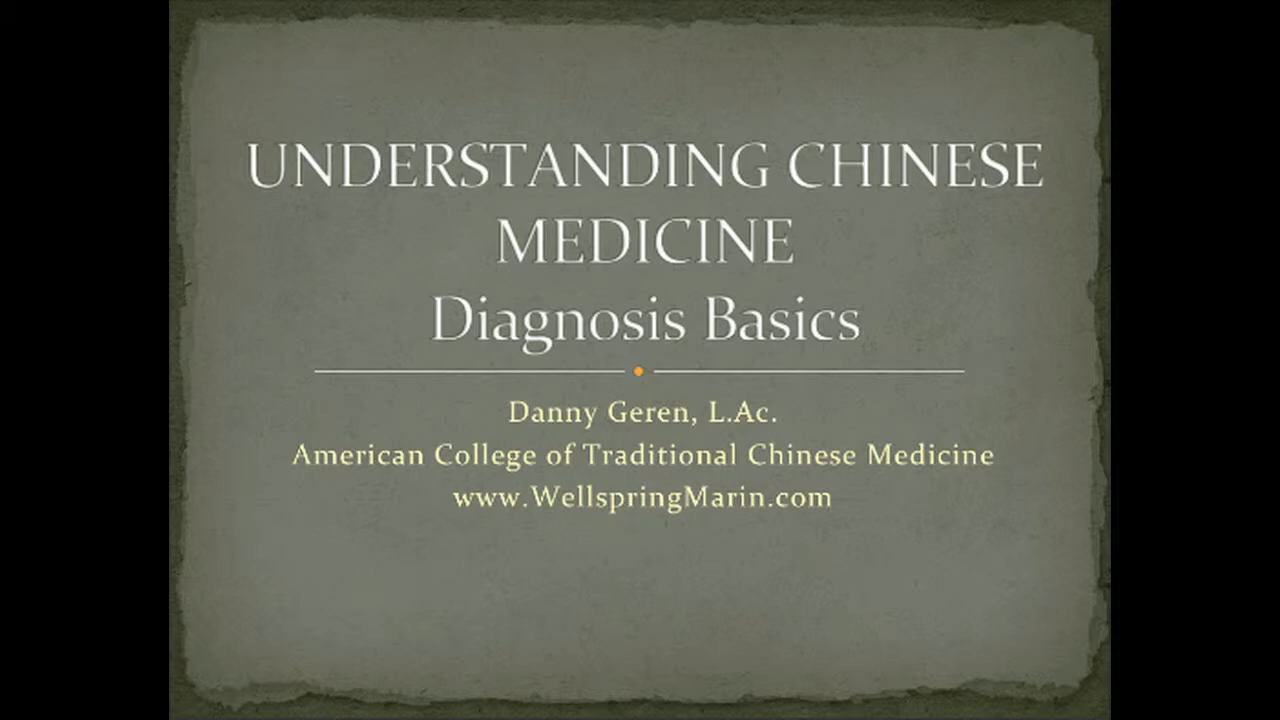 UNDERSTANDING CHINESE
MEDICINE
Diagnosis Basics
Danny Geren, L.Ac.
American College of Traditional Chinese Medicine
www.WellspringMarin.com